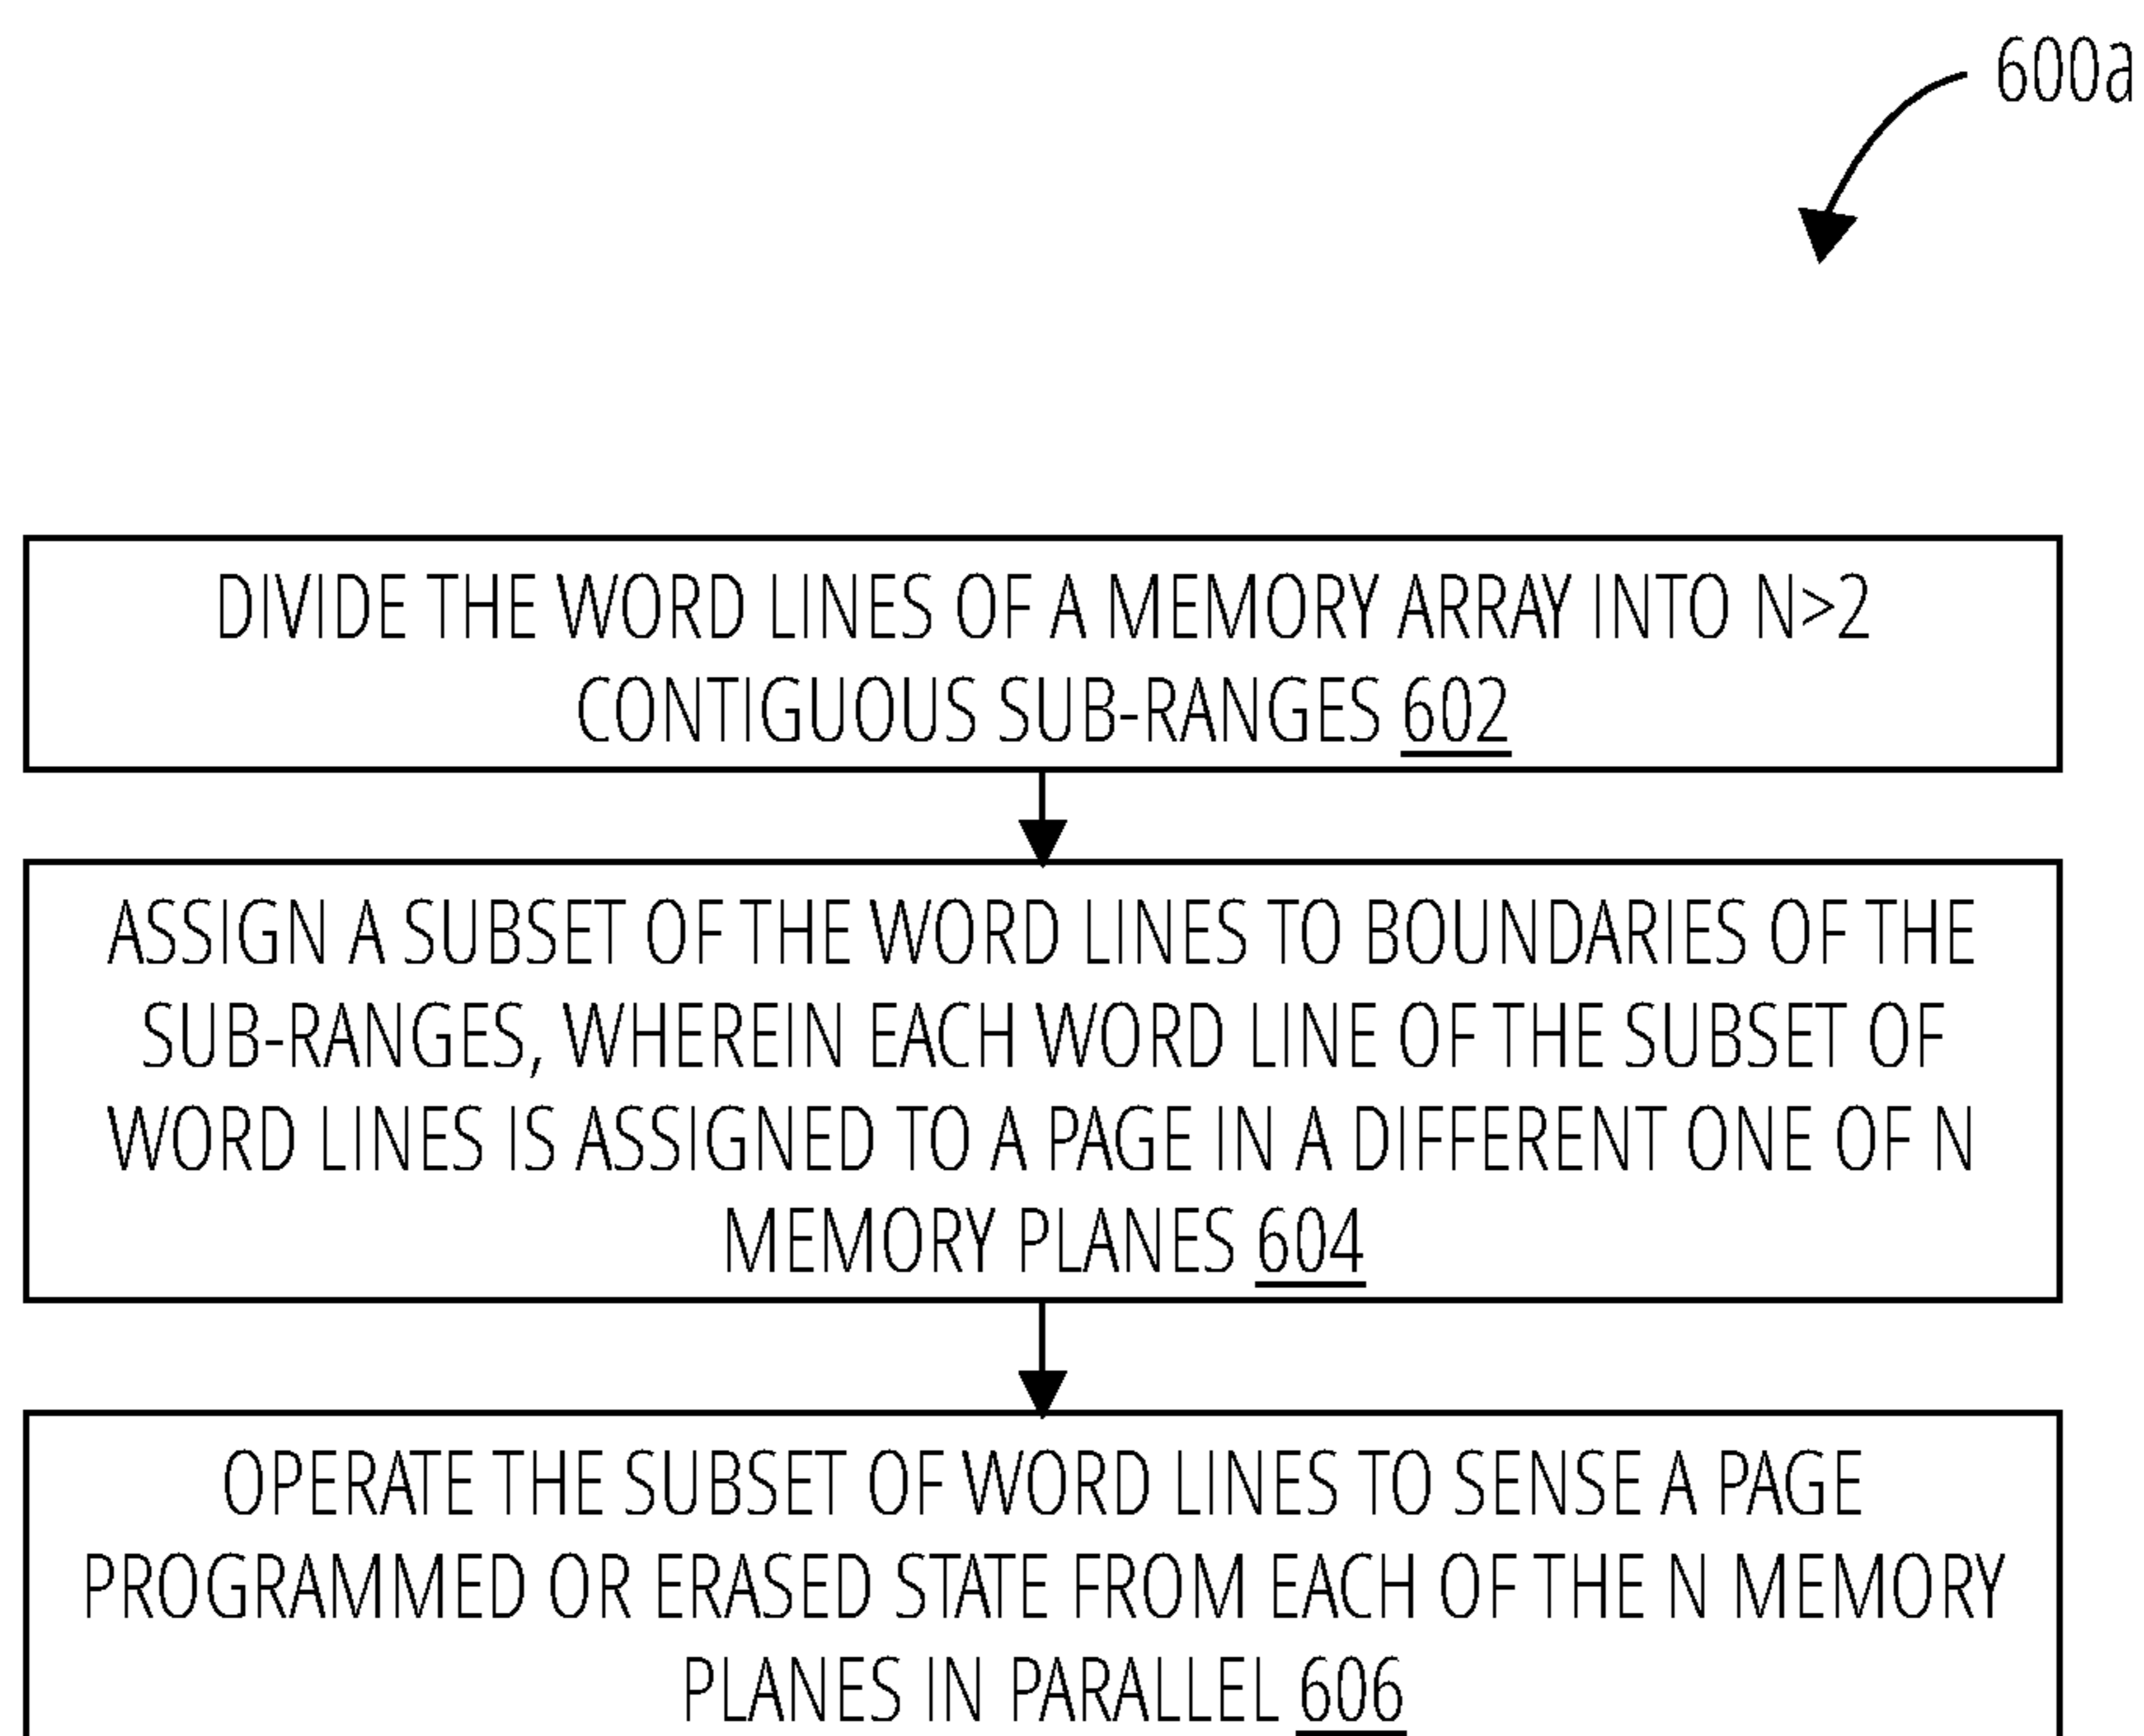 600a
DIVIDE THE WORD LINES OF A MEMORY ARRAY INTO N>2
CONTIGUOUS SUB-RANGES 602
ASSIGN A SUBSET OF THE WORD LINES TO BOUNDARIES OF THE
SUB-RANGES, WHEREIN EACH WORD LINE OF THE SUBSET OF
WORD LINES IS ASSIGNED TO A PAGE IN A DIFFERENT ONE OF N
MEMORY PLANES 604
OPERATE THE SUBSET OF WORD LINES TO SENSE A PAGE
PROGRAMMED OR ERASED STATE FROM EACH OF THE N MEMORY
PLANES IN PARALLEL 606